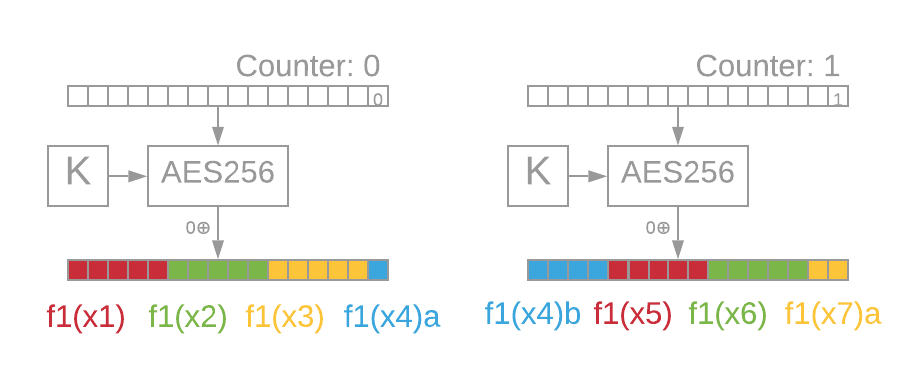 Counter: 0
Counter: 1
0
1
K
AES256
K
AES256
0⊕
0⊕
f1(x1) f1(x2) f1(x3) f1(x4)a
f1(x4)b f1(x5) f1(x6) f1(x7)a